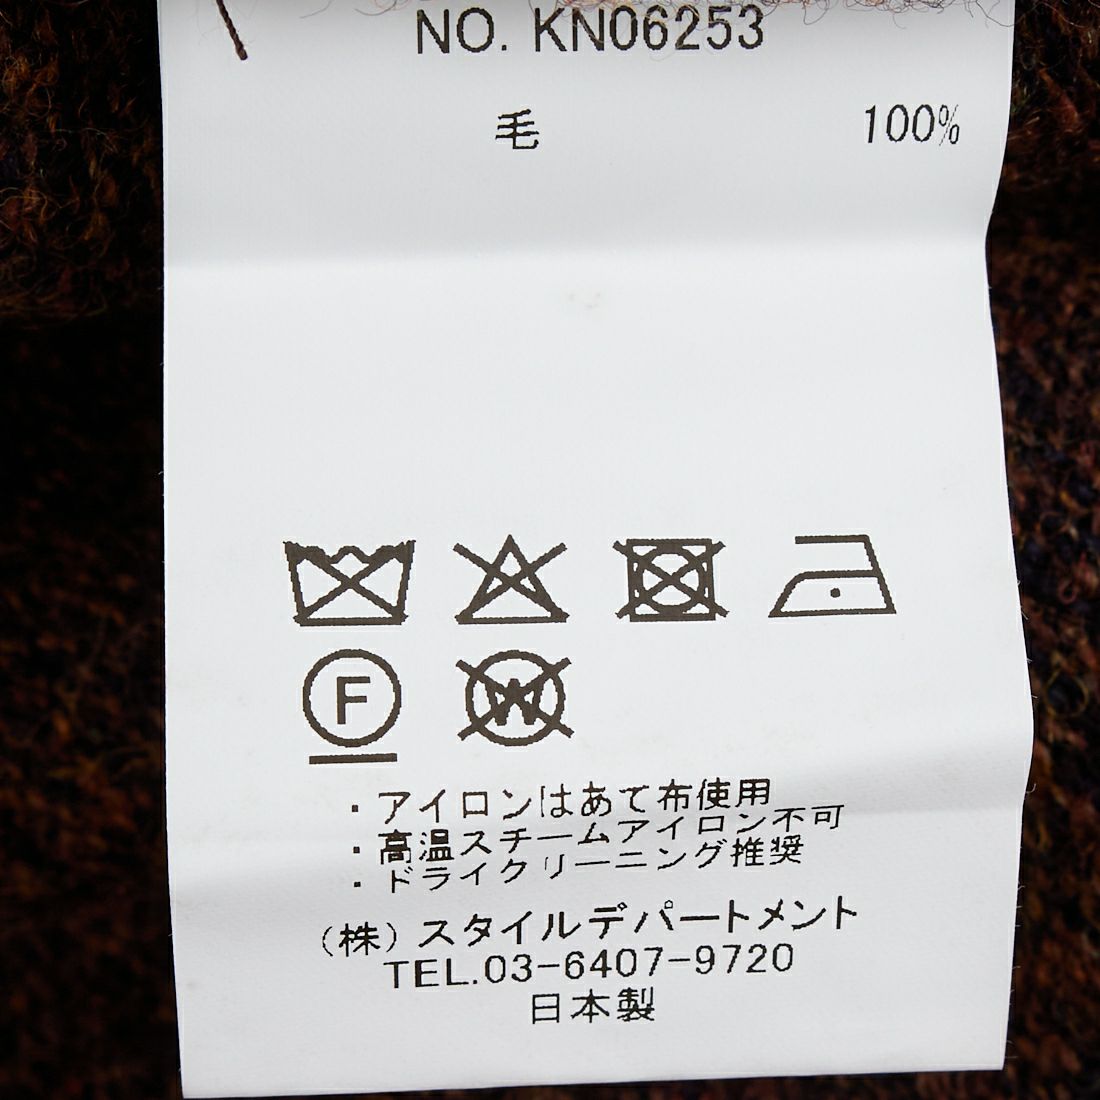 NO. KN06253
毛 100%
F W
・アイロンはあて布使用
・高温スチームアイロン不可
・ドライクリーニング推奨
(株)スタイルデパートメント
TEL.03-6407-9720
日本製